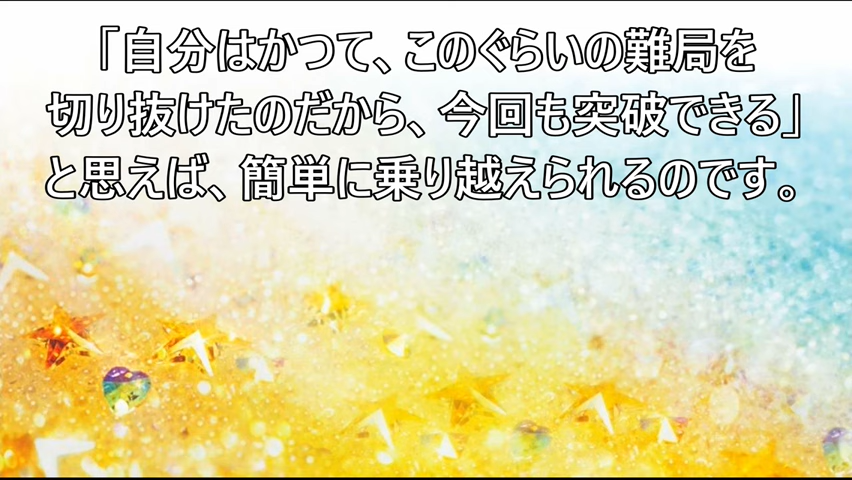 「自分はかつて、このぐらいの難局を
切り抜けたのだから、今回も突破できる」
と思えば、簡単に乗り越えられるのです。